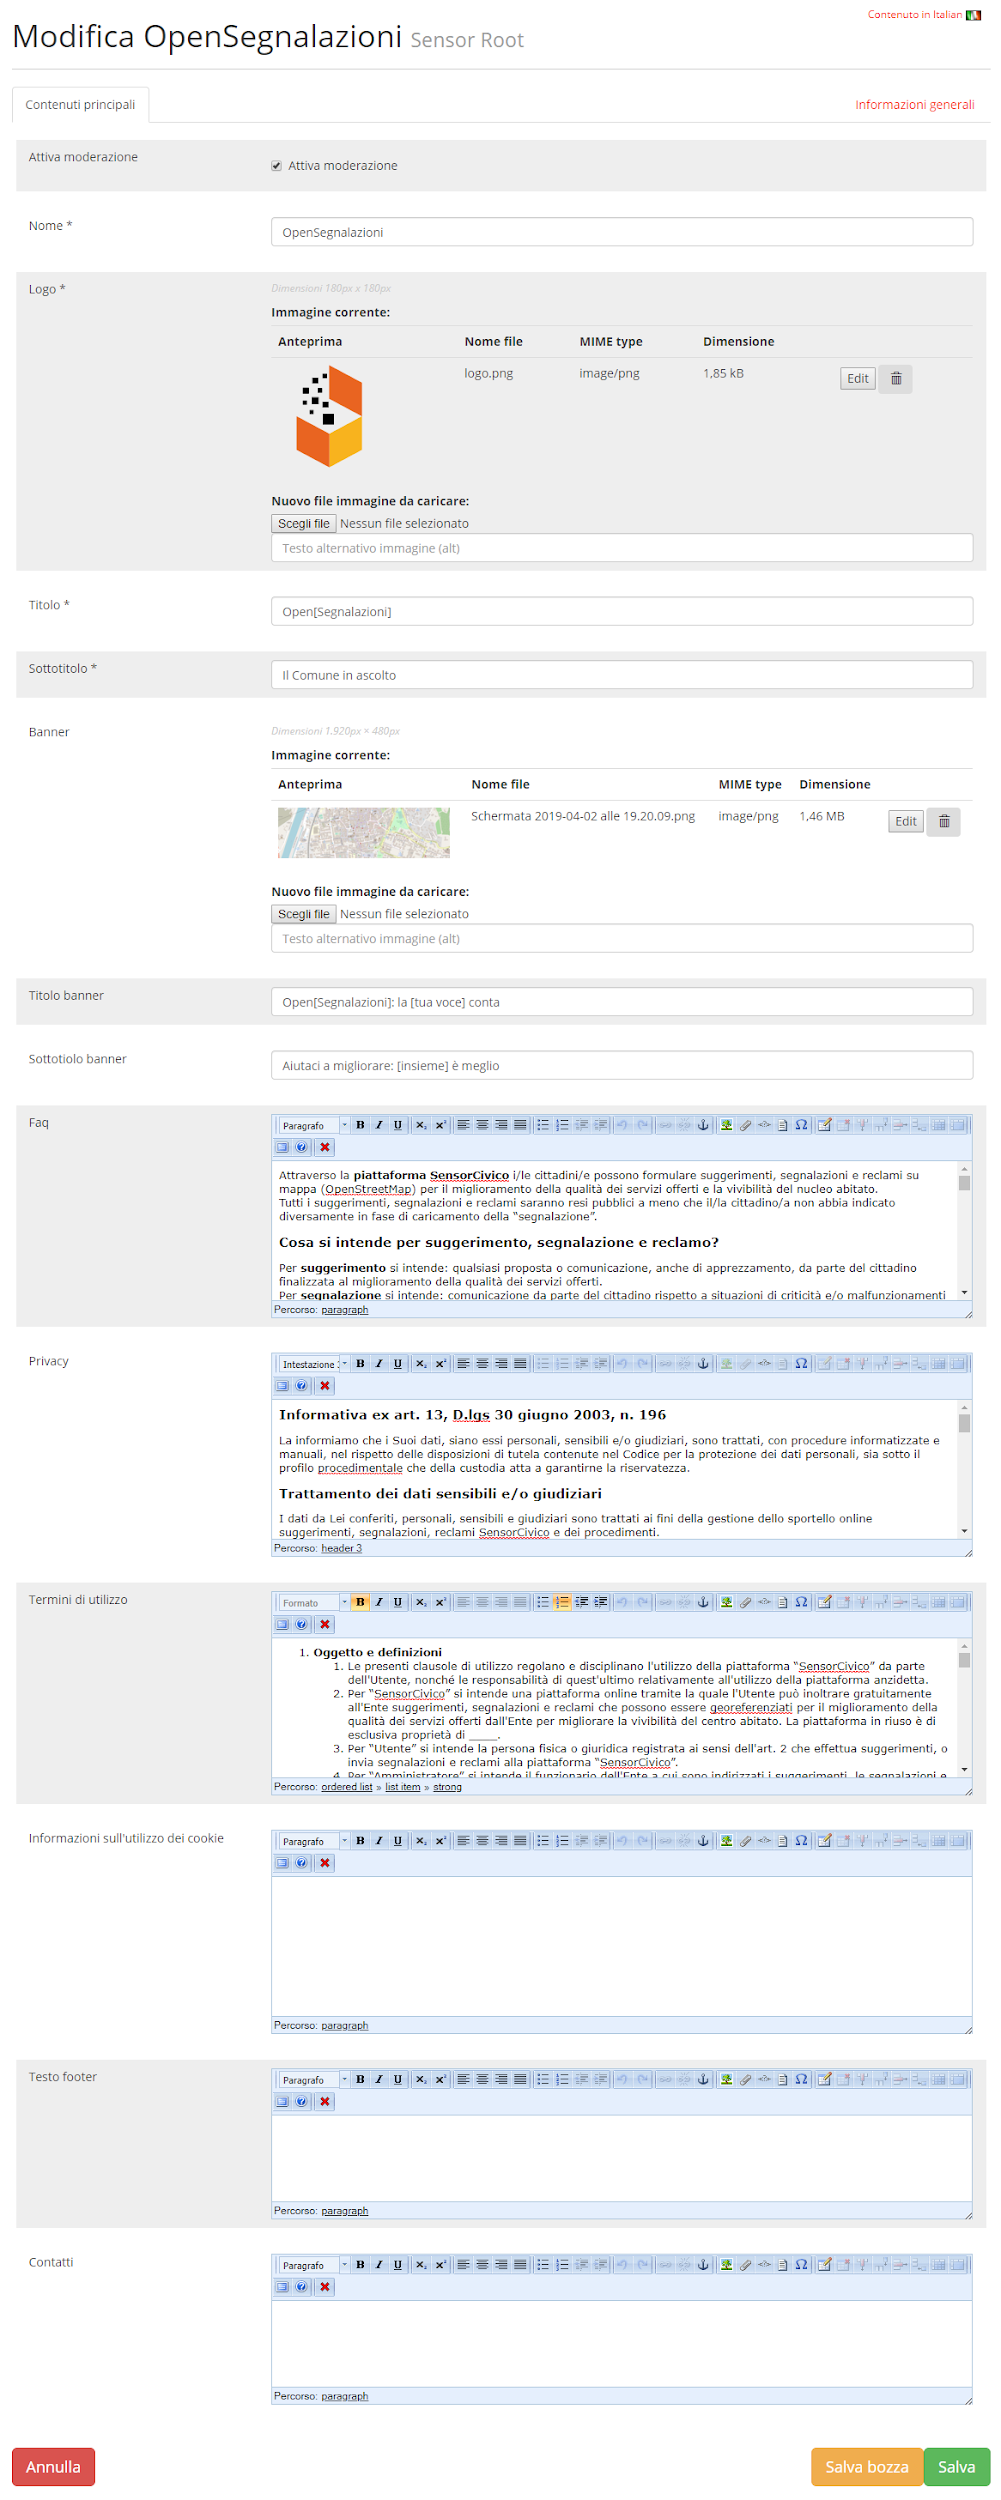 Contenuto in Italian
Modifica OpenSegnalazioni Sensor Root
Contenuti principali
Informazioni generali
Attiva moderazione
Attiva moderazione
Nome *
OpenSegnalazioni
Logo *
Dimensioni 180px x 180px
Immagine corrente:
Anteprima Nome file MIME type Dimensione
logo.png image/png 1,85 kB Edit
Nuovo file immagine da caricare:
Scegli file Nessun file selezionato
Testo alternativo immagine (alt)
Titolo *
Open[Segnalazioni]
Sottotitolo *
Il Comune in ascolto
Banner
Dimensioni 1.920px × 480px
Immagine corrente:
Anteprima Nome file MIME type Dimensione
Schermata 2019-04-02 alle 19.20.09.png image/png 1,46 MB Edit
Nuovo file immagine da caricare:
Scegli file Nessun file selezionato
Testo alternativo immagine (alt)
Titolo banner
Open[Segnalazioni]: la [tua voce] conta
Sottotiolo banner
Aiutaci a migliorare: [insieme] è meglio
Faq
Paragrafo
Attraverso la piattaforma SensorCivico i/le cittadini/e possono formulare suggerimenti, segnalazioni e reclami su
mappa (OpenStreetMap) per il miglioramento della qualità dei servizi offerti e la vivibilità del nucleo abitato.
Tutti i suggerimenti, segnalazioni e reclami saranno resi pubblici a meno che il/la cittadino/a non abbia indicato
diversamente in fase di caricamento della “segnalazione”.
Cosa si intende per suggerimento, segnalazione e reclamo?
Per suggerimento si intende: qualsiasi proposta o comunicazione, anche di apprezzamento, da parte del cittadino
finalizzata al miglioramento della qualità dei servizi offerti.
Per segnalazione si intende: comunicazione da parte del cittadino rispetto a situazioni di criticità e/o malfunzionamenti
Percorso: paragraph
Privacy
Intestazione
Informativa ex art. 13, D.lgs 30 giugno 2003, n. 196
La informiamo che i Suoi dati, siano essi personali, sensibili e/o giudiziari, sono trattati, con procedure informatizzate e
manuali, nel rispetto delle disposizioni di tutela contenute nel Codice per la protezione dei dati personali, sia sotto il
profilo procedimentale che della custodia atta a garantirne la riservatezza.
Trattamento dei dati sensibili e/o giudiziari
I dati da Lei conferiti, personali, sensibili e giudiziari sono trattati ai fini della gestione dello sportello online
suggerimenti, segnalazioni, reclami SensorCivico e dei procedimenti.
Percorso: header 3
Termini di utilizzo
Formato
1. Oggetto e definizioni
1. Le presenti clausole di utilizzo regolano e disciplinano l'utilizzo della piattaforma “SensorCivico” da parte
dell'Utente, nonché le responsabilità di quest'ultimo relativamente all'utilizzo della piattaforma anzidetta.
2. Per “SensorCivico” si intende una piattaforma online tramite la quale l'Utente può inoltrare gratuitamente
all'Ente suggerimenti, segnalazioni e reclami che possono essere georeferenziati per il miglioramento della
qualità dei servizi offerti dall'Ente per migliorare la vivibilità del centro abitato. La piattaforma in riuso è di
esclusiva proprietà di _____.
3. Per “Utente” si intende la persona fisica o giuridica registrata ai sensi dell'art. 2 che effettua suggerimenti, o
invia segnalazioni e reclami alla piattaforma “SensorCivico”.
4. Per “Amministratore” si intende il funzionario dell'Ente a cui sono indirizzati i suggerimenti, le segnalazioni e
Percorso: ordered list » list item » strong
Informazioni sull'utilizzo dei cookie
Paragrafo
Percorso: paragraph
Testo footer
Paragrafo
Percorso: paragraph
Contatti
Paragrafo
Percorso: paragraph
Annulla
Salva bozza
Salva